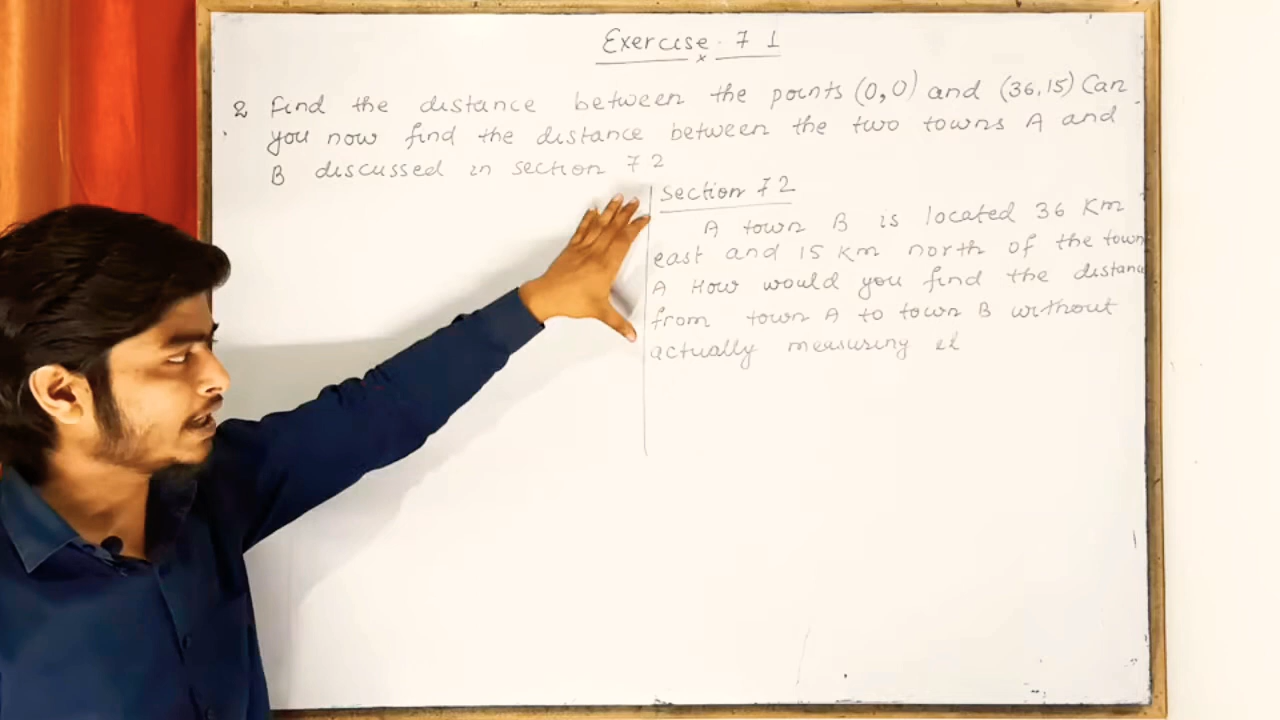 Exercise. 7 1
x
2 Find the distance between the points (0,0) and (36,15) Can
you now find the distance between the two towns A and
B discussed in section 7 2
Section 7 2
A town B is located 36 Km
east and 15 Km north of the town
A How would you find the distance
from town A to town B without
actually measuring it